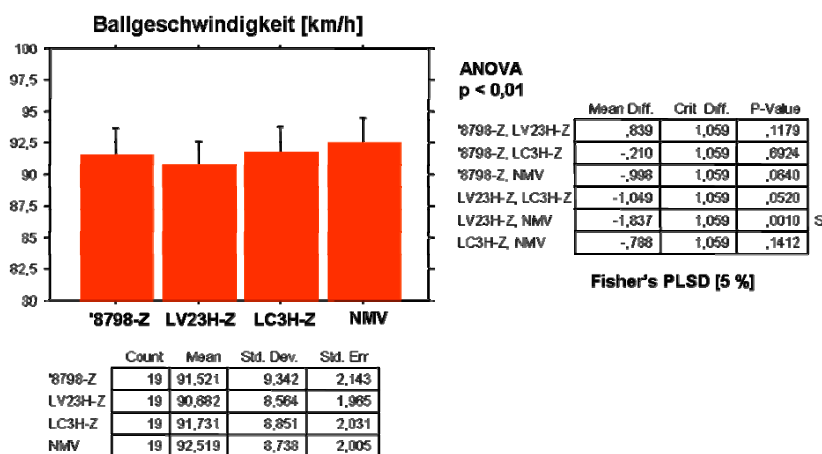 Ballgeschwindigkeit [km/h]
100
97,5
95
92,5
90
87,5
85
82,5
80
'8798-Z LV23H-Z LC3H-Z NMV
ANOVA
p < 0,01
Mean Diff. Crit Diff. P-Value
'8798-Z, LV23H-Z ,839 1,059 ,1179
'8798-Z, LC3H-Z -,210 1,059 ,6924
'8798-Z, NMV -,998 1,059 ,0640
LV23H-Z, LC3H-Z -1,049 1,059 ,0520
LV23H-Z, NMV -1,837 1,059 ,0010 S
LC3H-Z, NMV -,788 1,059 ,1412
Fisher's PLSD [5 %]
Count Mean Std. Dev. Std. Err
'8798-Z 19 91,521 9,342 2,143
LV23H-Z 19 90,682 8,564 1,965
LC3H-Z 19 91,731 8,851 2,031
NMV 19 92,519 8,738 2,005